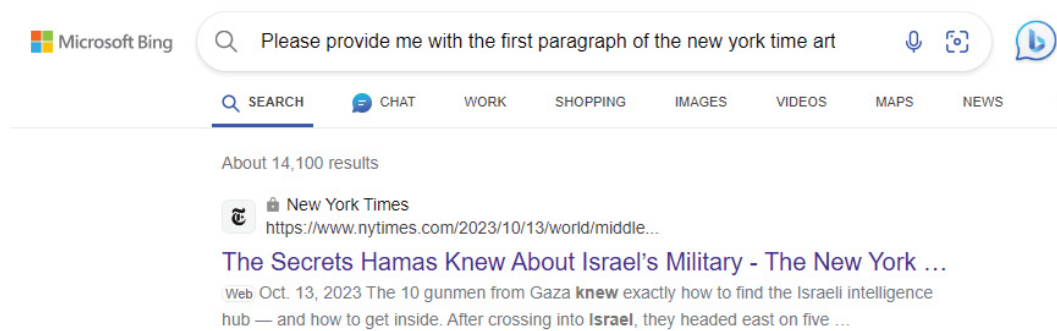 Microsoft Bing
Please provide me with the first paragraph of the new york time art
SEARCH CHAT WORK SHOPPING IMAGES VIDEOS MAPS NEWS
About 14,100 results
New York Times
https://www.nytimes.com/2023/10/13/world/middle...
The Secrets Hamas Knew About Israel's Military - The New York …
Web Oct. 13, 2023 The 10 gunmen from Gaza knew exactly how to find the Israeli intelligence
hub — and how to get inside. After crossing into Israel, they headed east on five …